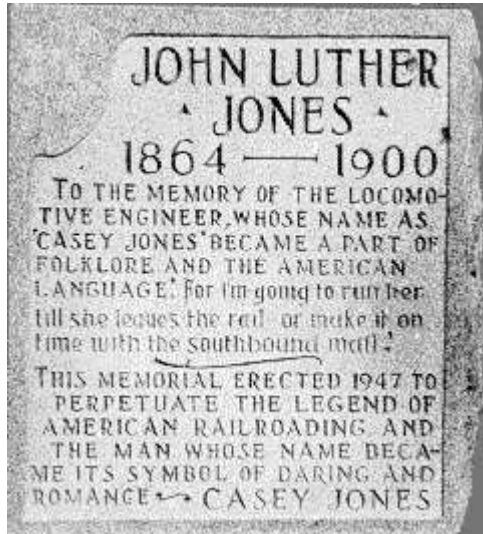 JOHN LUTHER
· JONES ·
1864 — 1900
TO THE MEMORY OF THE LOCOMO-
TIVE ENGINEER, WHOSE NAME AS
"CASEY JONES" BECAME A PART OF
FOLKLORE AND THE AMERICAN
LANGUAGE. "For I'm going to run her
till she leaves the rail or make it on
time with the southbound mail."
THIS MEMORIAL ERECTED 1947 TO
PERPETUATE THE LEGEND OF
AMERICAN RAILROADING AND
THE MAN WHOSE NAME BECA-
ME ITS SYMBOL OF DARING AND
ROMANCE ~ CASEY JONES